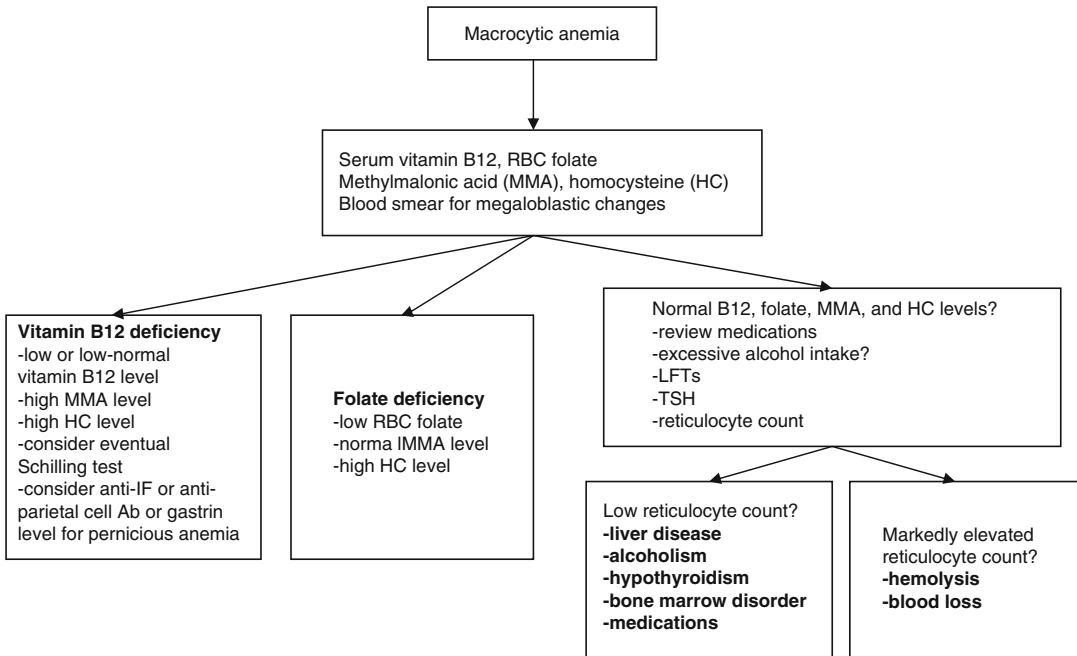 Macrocytic anemia
Serum vitamin B12, RBC folate
Methylmalonic acid (MMA), homocysteine (HC)
Blood smear for megaloblastic changes
Vitamin B12 deficiency
-low or low-normal
vitamin B12 level
-high MMA level
-high HC level
-consider eventual
Schilling test
-consider anti-IF or anti-
parietal cell Ab or gastrin
level for pernicious anemia
Folate deficiency
-low RBC folate
-norma lMMA level
-high HC level
Normal B12, folate, MMA, and HC levels?
-review medications
-excessive alcohol intake?
-LFTs
-TSH
-reticulocyte count
Low reticulocyte count?
-liver disease
-alcoholism
-hypothyroidism
-bone marrow disorder
-medications
Markedly elevated
reticulocyte count?
-hemolysis
-blood loss